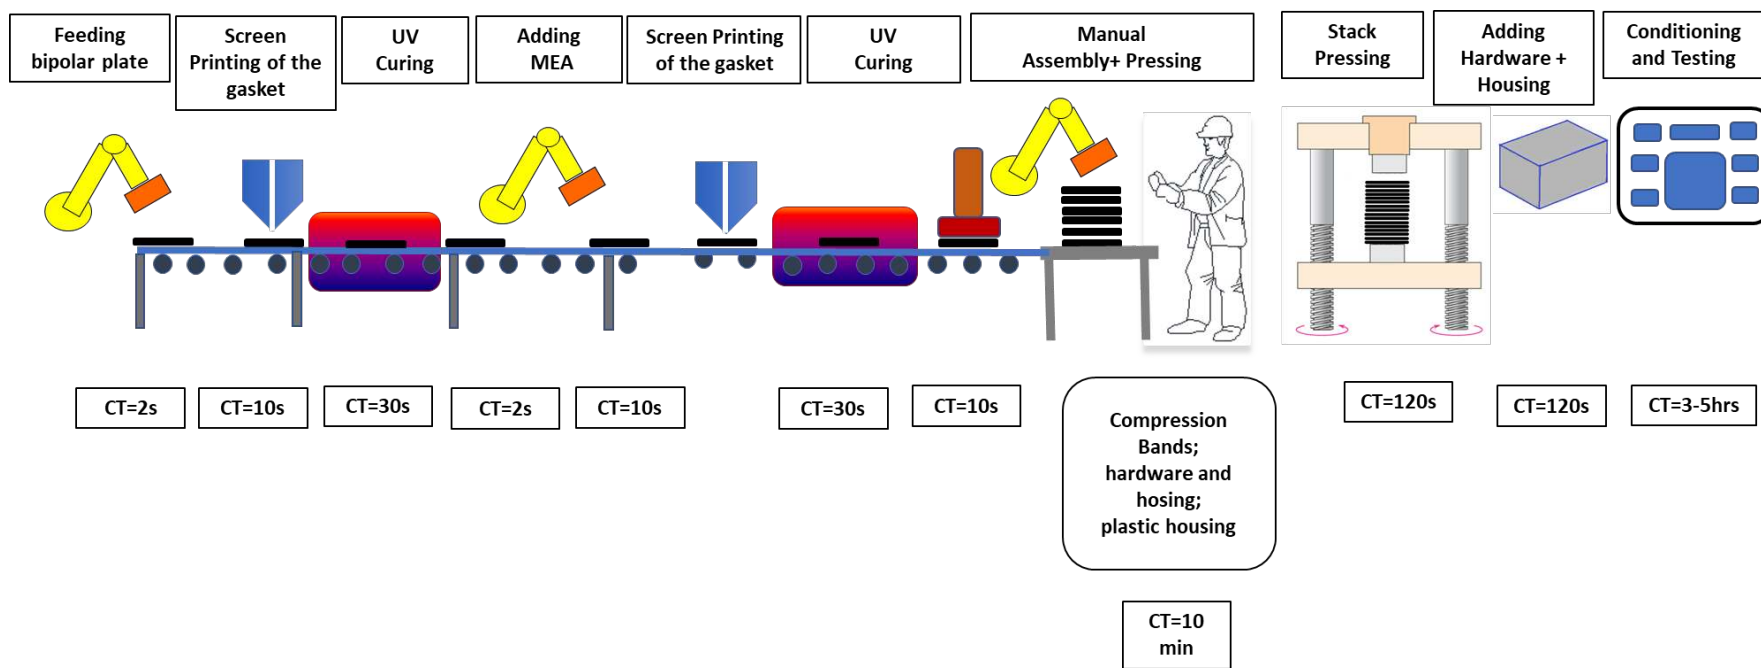 Feeding
bipolar plate
Screen
Printing of the
gasket
UV
Curing
Adding
MEA
Screen Printing
of the gasket
UV
Curing
Manual
Assembly+ Pressing
Stack
Pressing
Adding
Hardware +
Housing
Conditioning
and Testing
CT=2s
CT=10s
CT=30s
CT=2s
CT=10s
CT=30s
CT=10s
Compression
Bands;
hardware and
hosing;
plastic housing
CT=10
min
CT=120s
CT=120s
CT=3-5hrs